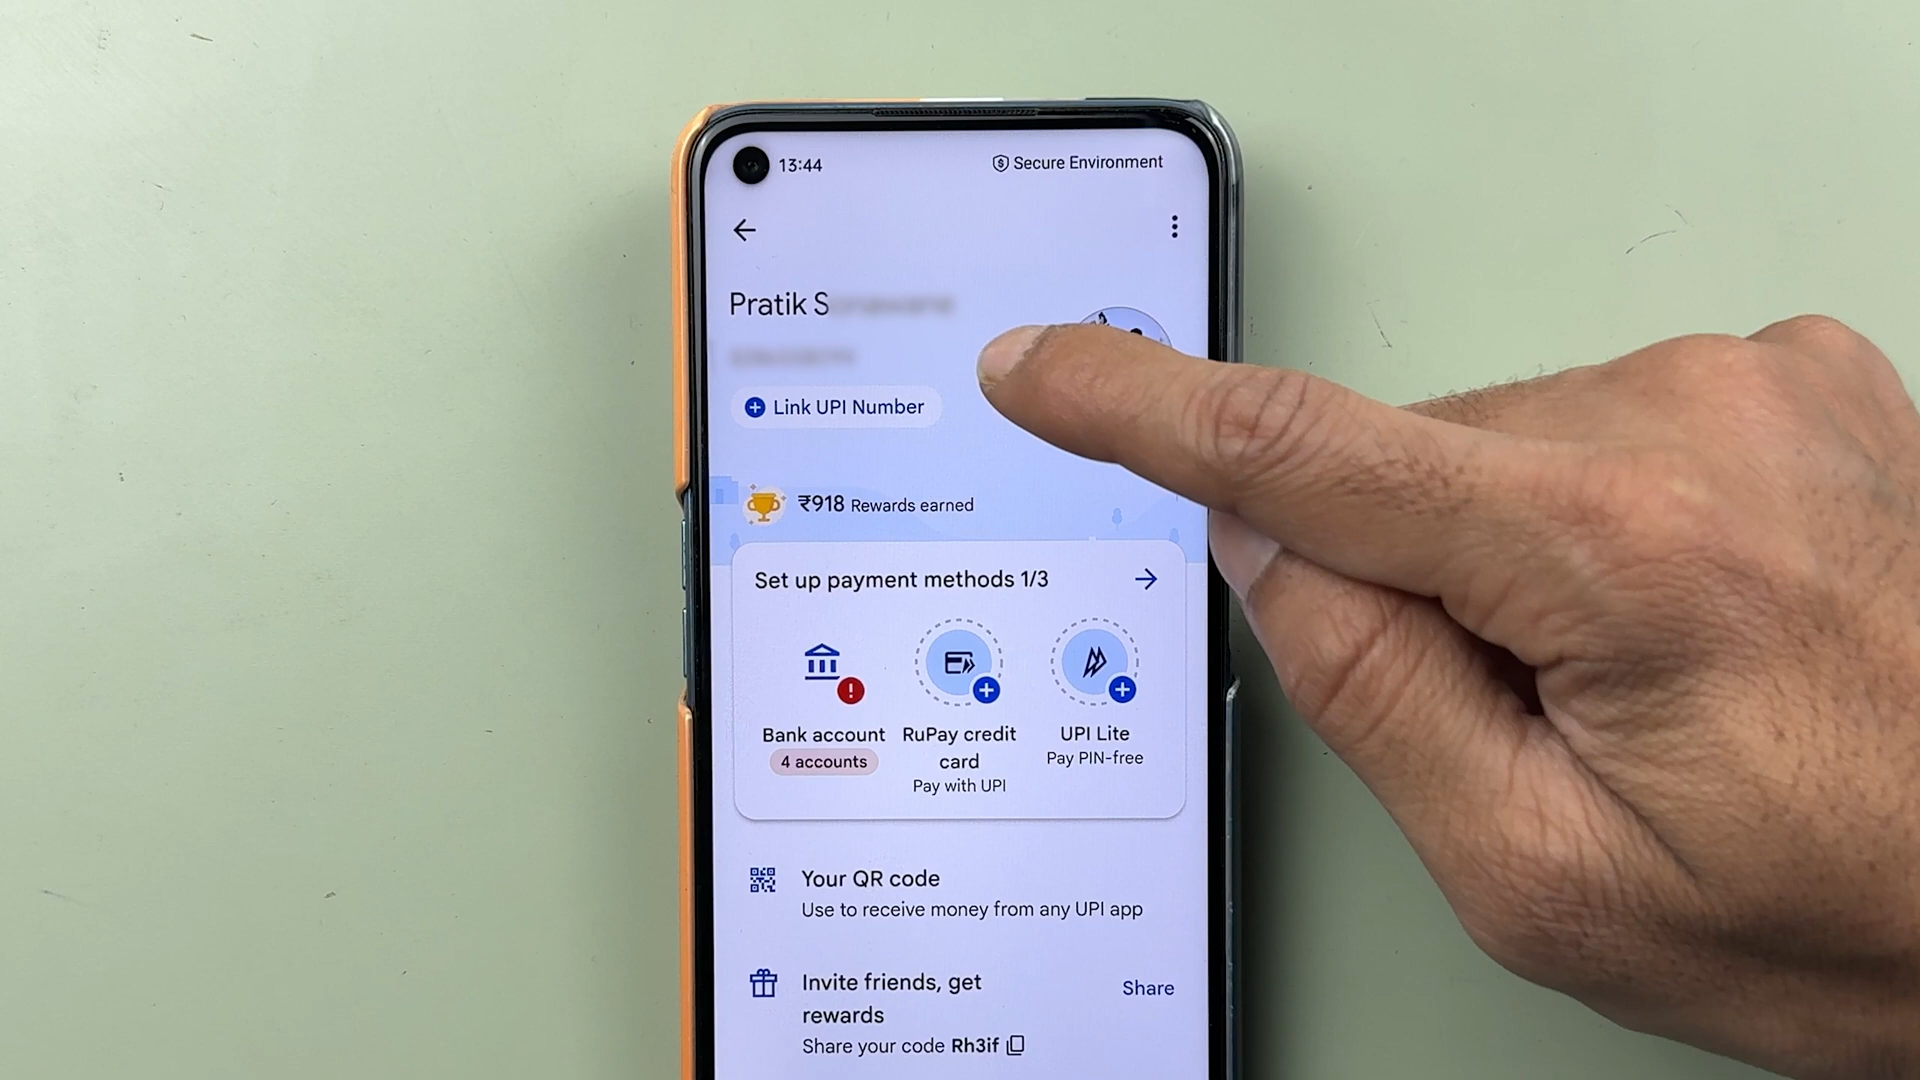 13:44
Secure Environment
Pratik S
Link UPI Number
₹918 Rewards earned
Set up payment methods 1/3
Bank account
4 accounts
RuPay credit
card
Pay with UPI
UPI Lite
Pay PIN-free
Your QR code
Use to receive money from any UPI app
Invite friends, get
rewards
Share
Share your code Rh3if